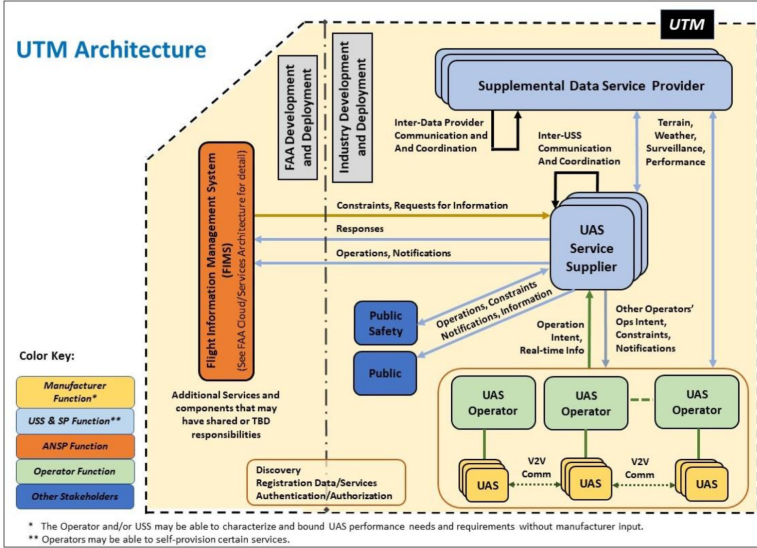 UTM
UTM Architecture
FAA Development
and Deployment
Industry Development
and Deployment
Supplemental Data Service Provider
Inter-Data Provider
Communication and
And Coordination
Inter-USS
Communication
And Coordination
Terrain,
Weather,
Surveillance,
Performance
Flight Information Management System
(FIMS)
(See FAA Cloud/Services Architecture for detail)
Constraints, Requests for Information
Responses
Operations, Notifications
UAS
Service
Supplier
Operations, Constraints
Notifications, Information
Public
Safety
Public
Operation
Intent,
Real-time Info
Other Operators'
Ops Intent,
Constraints,
Notifications
Additional Services and
components that may
have shared or TBD
responsibilities
Discovery
Registration Data/Services
Authentication/Authorization
UAS
Operator
UAS
Operator
UAS
Operator
V2V
Comm
V2V
Comm
UAS
UAS
UAS
Color Key:
Manufacturer
Function*
USS & SP Function**
ANSP Function
Operator Function
Other Stakeholders
* The Operator and/or USS may be able to characterize and bound UAS performance needs and requirements without manufacturer input.
** Operators may be able to self-provision certain services.